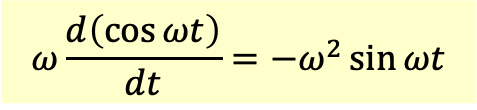 ω d(cos ωt)/dt = −ω² sin ωt